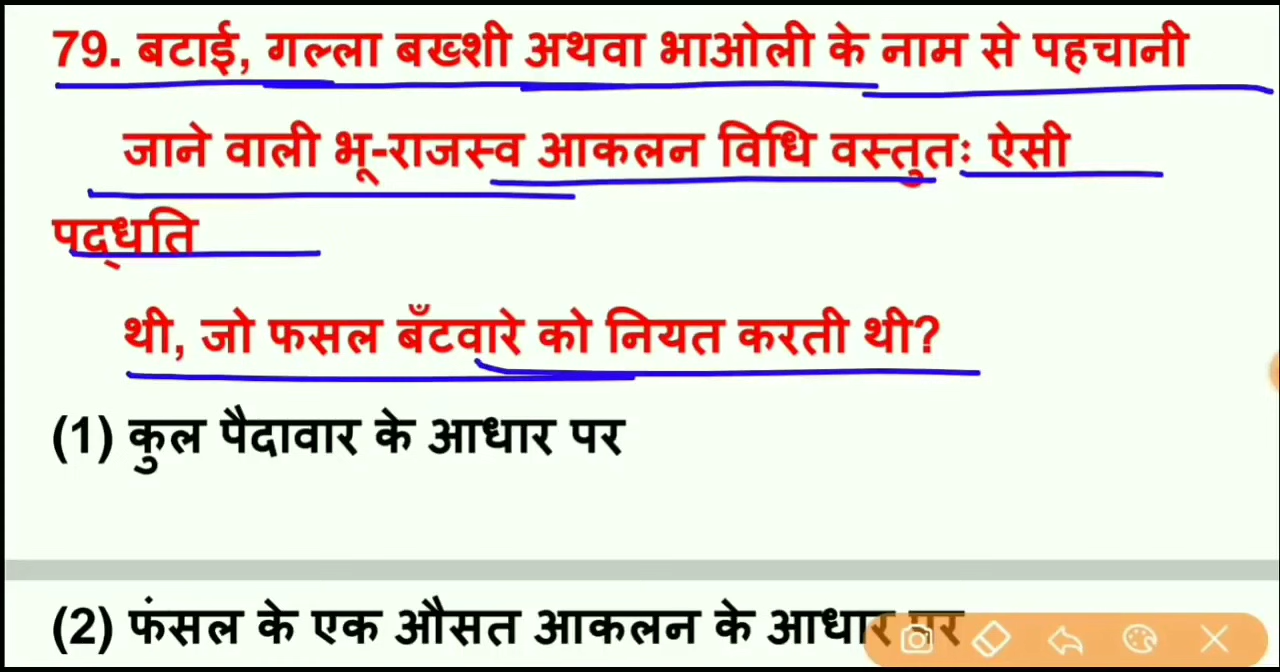 79. बटाई, गल्ला बख्शी अथवा भाओली के नाम से पहचानी
जाने वाली भू-राजस्व आकलन विधि वस्तुतः ऐसी
पद्धति
थी, जो फसल बँटवारे को नियत करती थी?
(1) कुल पैदावार के आधार पर
(2) फंसल के एक औसत आकलन के आधार पर